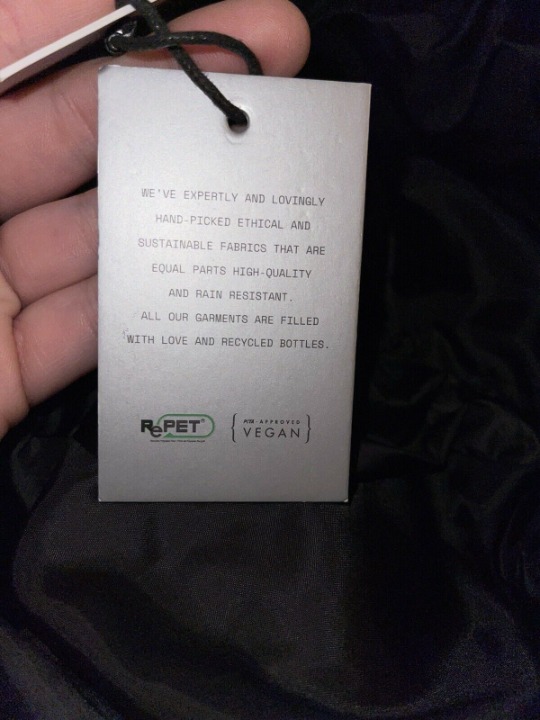 WE'VE EXPERTLY AND LOVINGLY
HAND-PICKED ETHICAL AND
SUSTAINABLE FABRICS THAT ARE
EQUAL PARTS HIGH-QUALITY
AND RAIN RESISTANT.
ALL OUR GARMENTS ARE FILLED
WITH LOVE AND RECYCLED BOTTLES.
RePET®
PETA-APPROVED
VEGAN